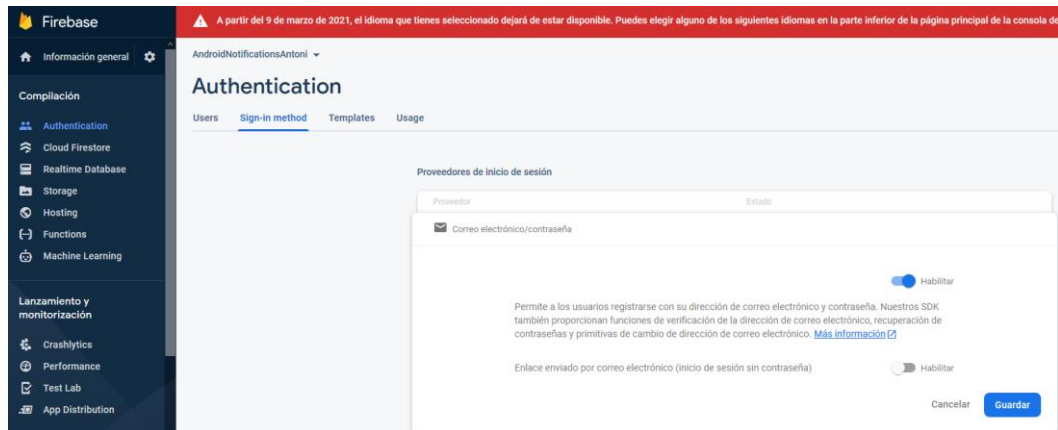 Firebase
A partir del 9 de marzo de 2021, el idioma que tienes seleccionado dejará de estar disponible. Puedes elegir alguno de los siguientes idiomas en la parte inferior de la página principal de la consola de
Información general
AndroidNotificationsAntoni
Authentication
Users Sign-in method Templates Usage
Compilación
Authentication
Cloud Firestore
Realtime Database
Storage
Hosting
Functions
Machine Learning
Lanzamiento y
monitorización
Crashlytics
Performance
Test Lab
App Distribution
Proveedores de inicio de sesión
Proveedor Estado
Correo electrónico/contraseña
Habilitar
Permite a los usuarios registrarse con su dirección de correo electrónico y contraseña. Nuestros SDK
también proporcionan funciones de verificación de la dirección de correo electrónico, recuperación de
contraseñas y primitivas de cambio de dirección de correo electrónico. Más información
Enlace enviado por correo electrónico (inicio de sesión sin contraseña) Habilitar
Cancelar Guardar